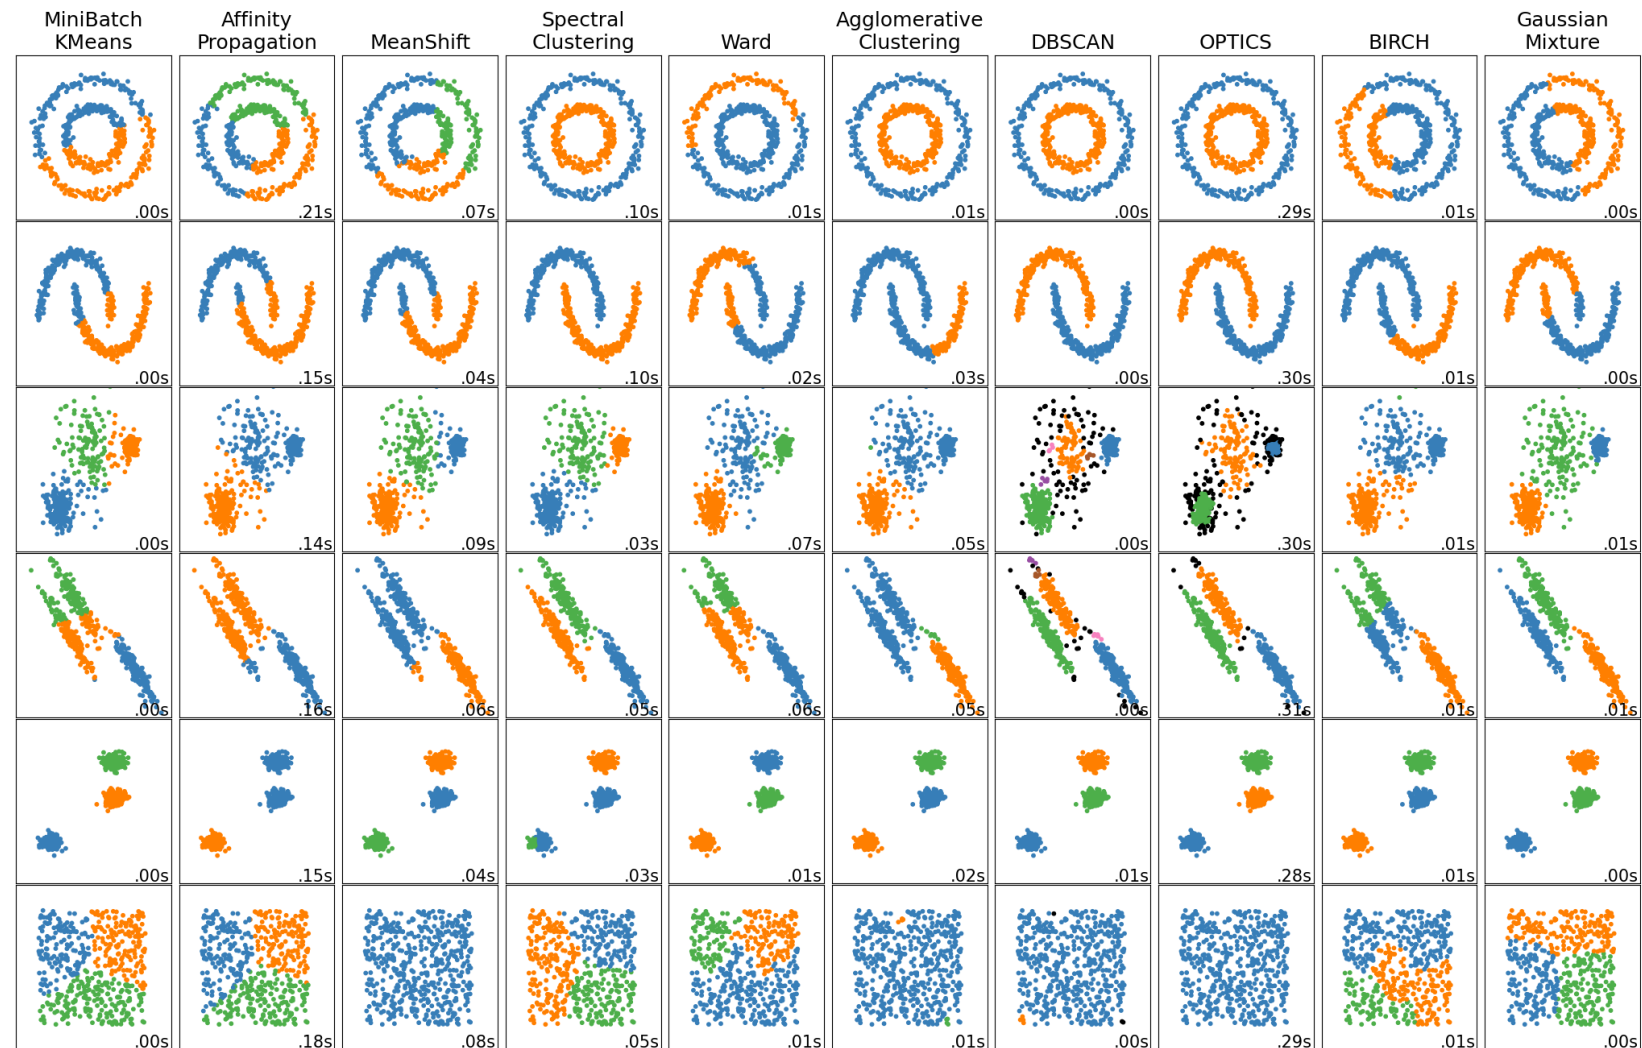 MiniBatch
KMeans
Affinity
Propagation
MeanShift
Spectral
Clustering
Ward
Agglomerative
Clustering
DBSCAN
OPTICS
BIRCH
Gaussian
Mixture
.00s
.21s
.07s
.10s
.01s
.01s
.00s
.29s
.01s
.00s
.00s
.15s
.04s
.10s
.02s
.03s
.00s
.30s
.01s
.00s
.00s
.14s
.09s
.03s
.07s
.05s
.00s
.30s
.01s
.01s
.00s
.16s
.06s
.05s
.06s
.05s
.00s
.31s
.01s
.01s
.00s
.15s
.04s
.03s
.01s
.02s
.01s
.28s
.01s
.00s
.00s
.18s
.08s
.05s
.01s
.01s
.00s
.29s
.01s
.00s